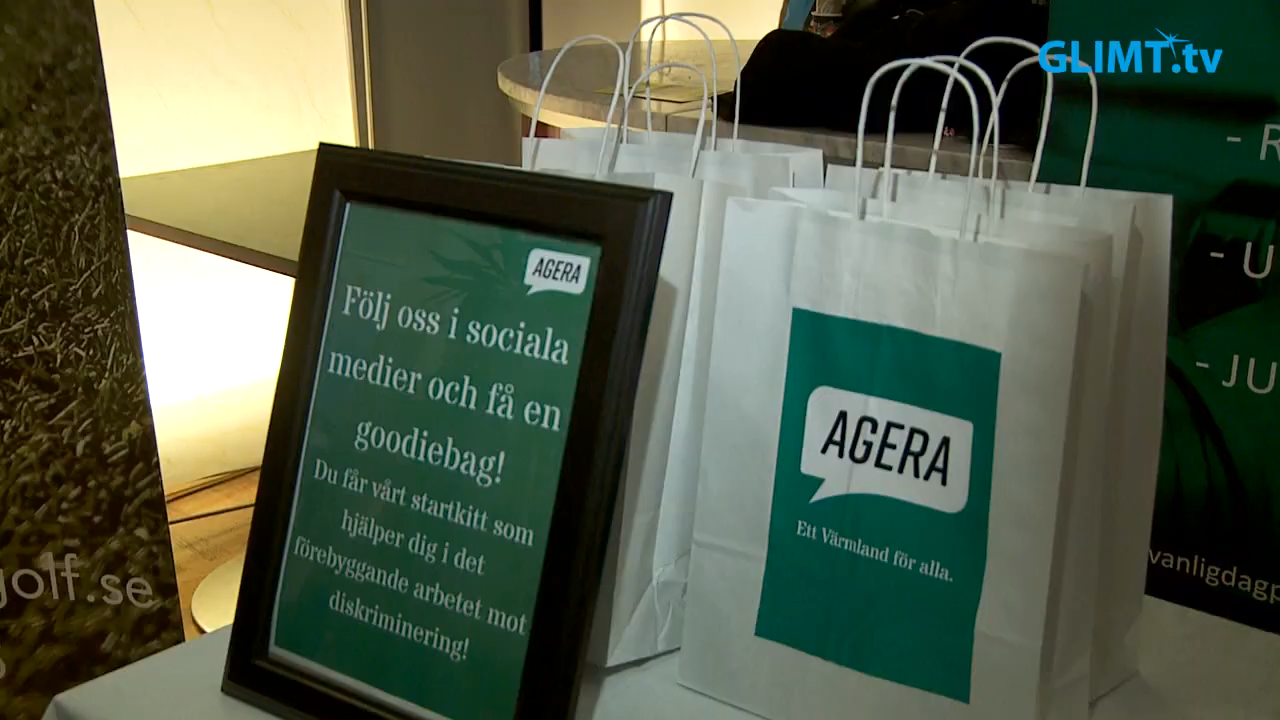 GLIMT.tv
AGERA
Följ oss i sociala
medier och få en
goodiebag!
Du får vårt startkitt som
hjälper dig i det
förebyggande arbetet mot
diskriminering!
AGERA
Ett Värmland för alla.
- R
- U
- JU
golf.se
vanligdagp